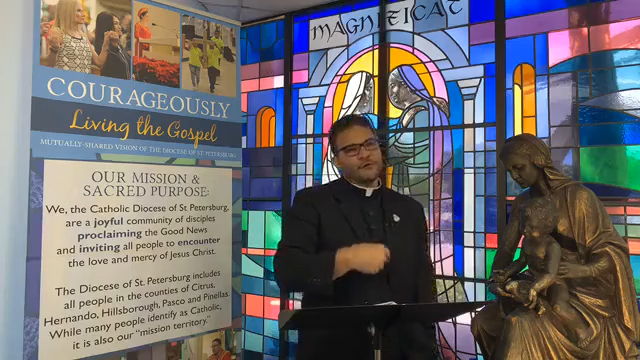 MAGNIFICAT
COURAGEOUSLY
Living the Gospel
MUTUALLY-SHARED VISION OF THE DIOCESE OF ST. PETERSBURG
OUR MISSION &
SACRED PURPOSE:
We, the Catholic Diocese of St Petersburg,
are a joyful community of disciples
proclaiming the Good News
and inviting all people to encounter
the love and mercy of Jesus Christ.
The Diocese of St. Petersburg includes
all people in the counties of Citrus,
Hernando, Hillsborough, Pasco and Pinellas.
While many people identify as Catholic,
it is also our "mission territory".